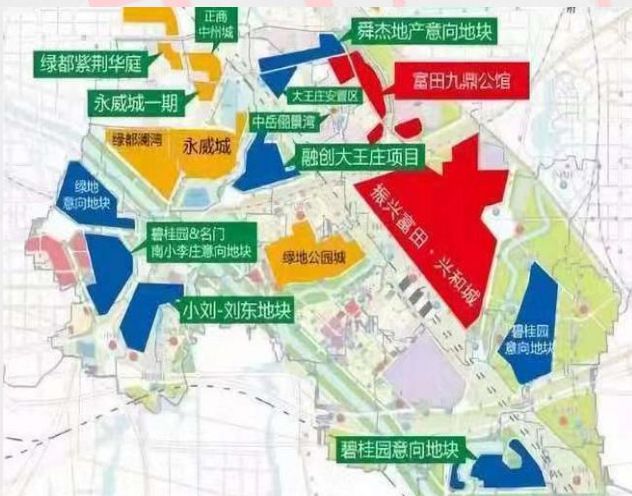 正商
中州城
舜杰地产意向地块
绿都紫荆华庭
富田九鼎公馆
永威城一期
大王庄安置区
中岳俪景湾
绿都澜湾
永威城
融创大王庄项目
绿地
意向地块
振兴富田·兴和城
碧桂园&名门
南小李庄意向地块
绿地公园城
小刘-刘东地块
碧桂园
意向地块
碧桂园意向地块